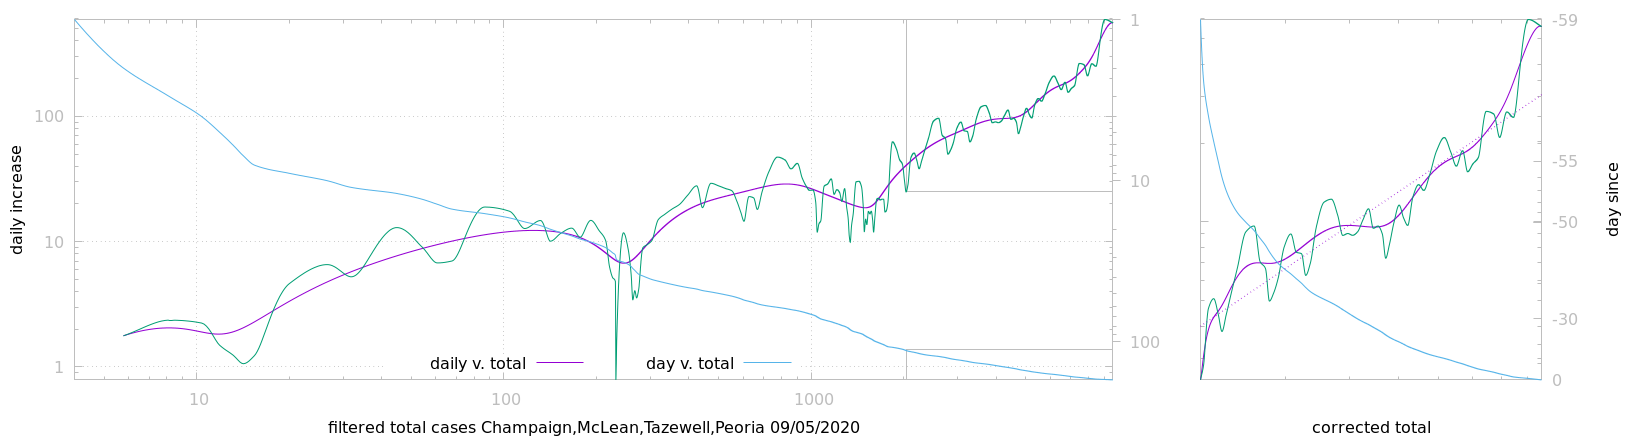 1
-59
100
daily increase
10
-55
day since
10
-50
-30
1
daily v. total
day v. total
100
0
10
100
1000
filtered total cases Champaign,McLean,Tazewell,Peoria 09/05/2020
corrected total